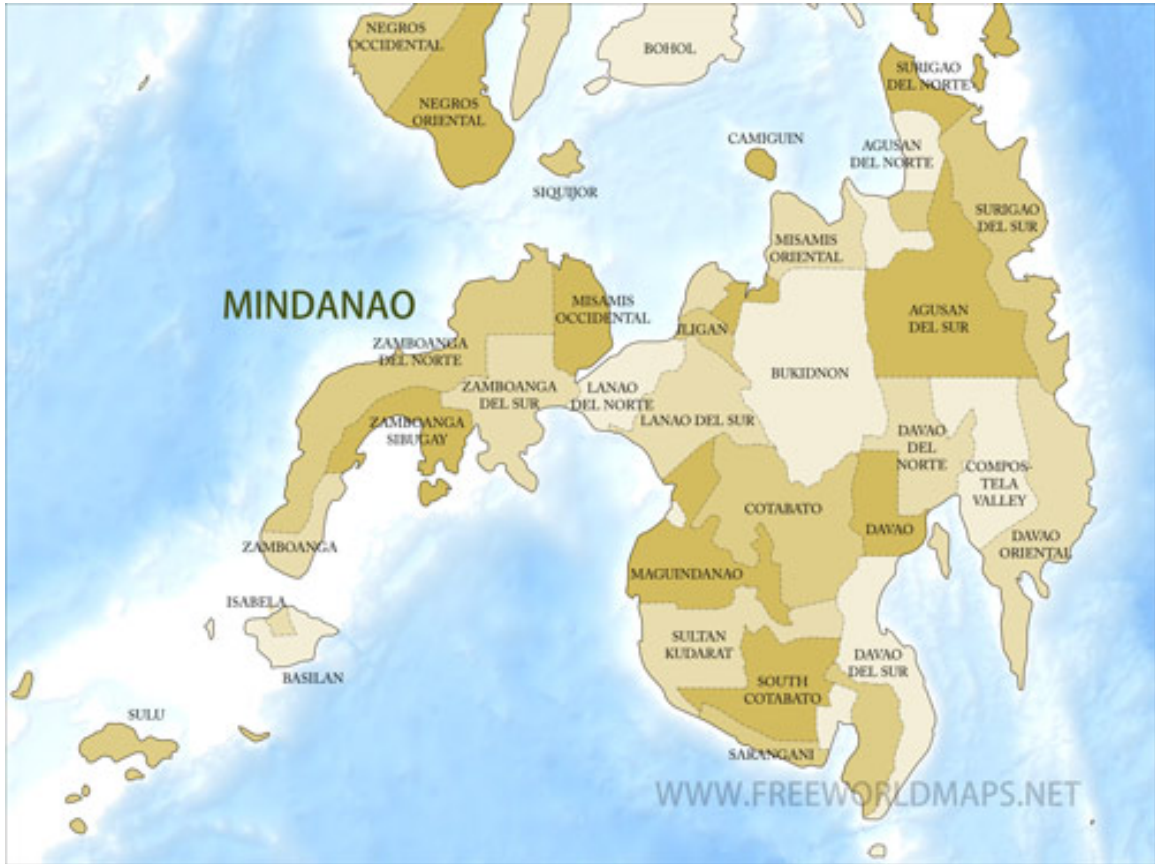 NEGROS
OCCIDENTAL
BOHOL
SURIGAO
DEL NORTE
NEGROS
ORIENTAL
CAMIGUIN
AGUSAN
DEL NORTE
SIQUIJOR
SURIGAO
DEL SUR
MISAMIS
ORIENTAL
MINDANAO
MISAMIS
OCCIDENTAL
AGUSAN
DEL SUR
ILIGAN
ZAMBOANGA
DEL NORTE
BUKIDNON
ZAMBOANGA
DEL SUR
LANAO
DEL NORTE
LANAO DEL SUR
ZAMBOANGA
SIBUGAY
DAVAO
DEL
NORTE
COMPOS-
TELA
VALLEY
COTABATO
DAVAO
DAVAO
ORIENTAL
ZAMBOANGA
MAGUINDANAO
ISABELA
SULTAN
KUDARAT
DAVAO
DEL SUR
BASILAN
SOUTH
COTABATO
SULU
SARANGANI
WWW.FREEWORLDMAPS.NET